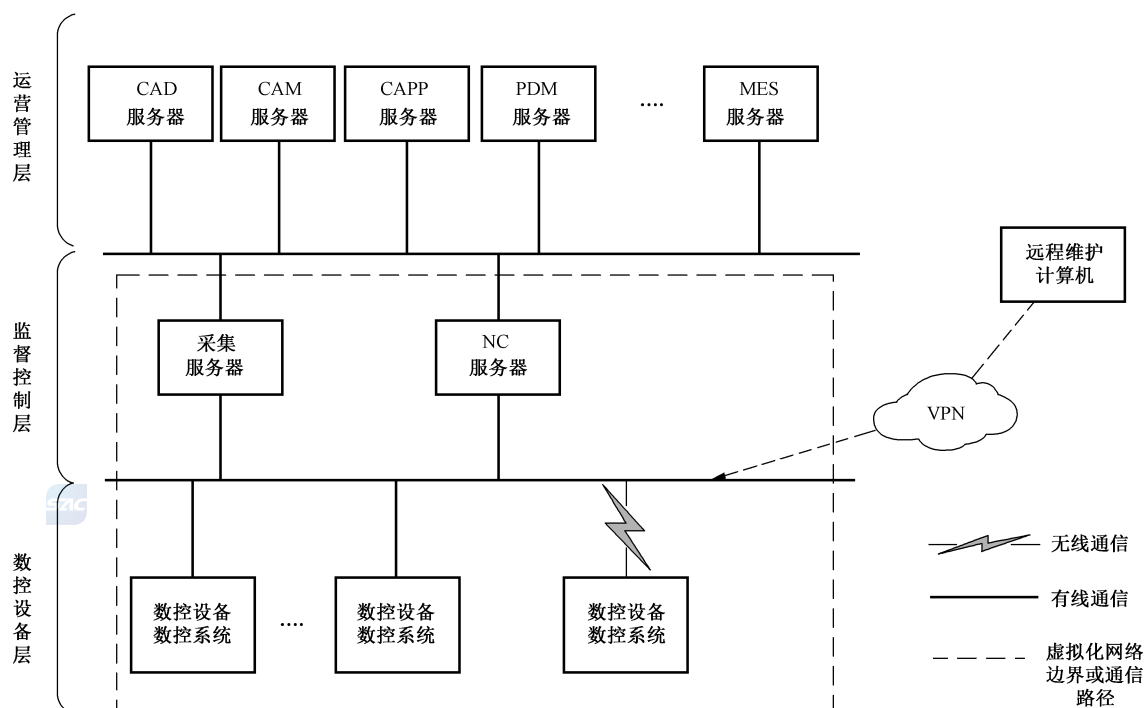 运营管理层
CAD
服务器
CAM
服务器
CAPP
服务器
PDM
服务器
....
MES
服务器
远程维护
计算机
监督控制层
采集
服务器
NC
服务器
VPN
SAC
数控设备层
数控设备
数控系统
....
数控设备
数控系统
数控设备
数控系统
无线通信
有线通信
虚拟化网络
边界或通信
路径